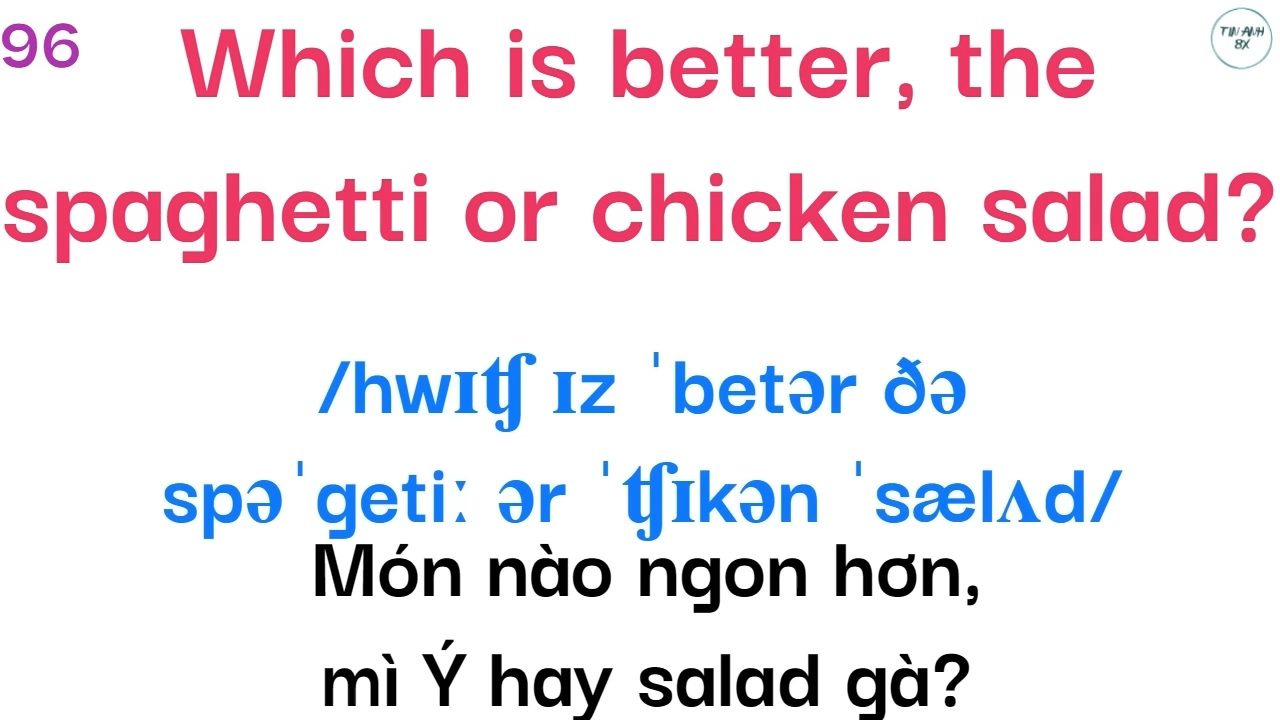 96
Which is better, the
TIN ANH
8X
spaghetti or chicken salad?
/hwɪʧ ɪz ˈbetər ðə
spəˈgetiː ər ˈʧɪkən ˈsælʌd/
Món nào ngon hơn,
mì Ý hay salad gà?